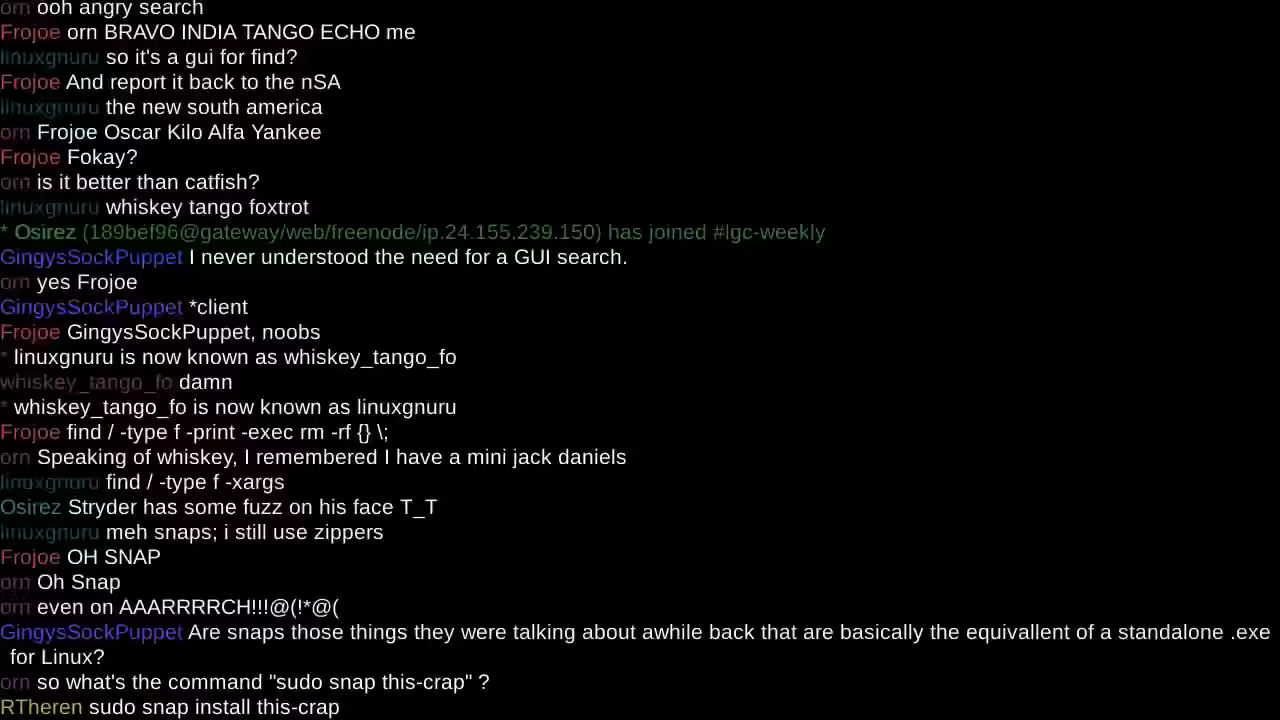 orn ooh angry search
Frojoe orn BRAVO INDIA TANGO ECHO me
linuxgnuru so it's a gui for find?
Frojoe And report it back to the nSA
linuxgnuru the new south america
orn Frojoe Oscar Kilo Alfa Yankee
Frojoe Fokay?
orn is it better than catfish?
linuxgnuru whiskey tango foxtrot
* Osirez (189bef96@gateway/web/freenode/ip.24.155.239.150) has joined #lgc-weekly
GingysSockPuppet I never understood the need for a GUI search.
orn yes Frojoe
GingysSockPuppet *client
Frojoe GingysSockPuppet, noobs
* linuxgnuru is now known as whiskey_tango_fo
whiskey_tango_fo damn
* whiskey_tango_fo is now known as linuxgnuru
Frojoe find / -type f -print -exec rm -rf {} \;
orn Speaking of whiskey, I remembered I have a mini jack daniels
linuxgnuru find / -type f -xargs
Osirez Stryder has some fuzz on his face T_T
linuxgnuru meh snaps; i still use zippers
Frojoe OH SNAP
orn Oh Snap
orn even on AAARRRRCH!!!@(!*@(
GingysSockPuppet Are snaps those things they were talking about awhile back that are basically the equivallent of a standalone .exe
for Linux?
orn so what's the command "sudo snap this-crap" ?
RTheren sudo snap install this-crap